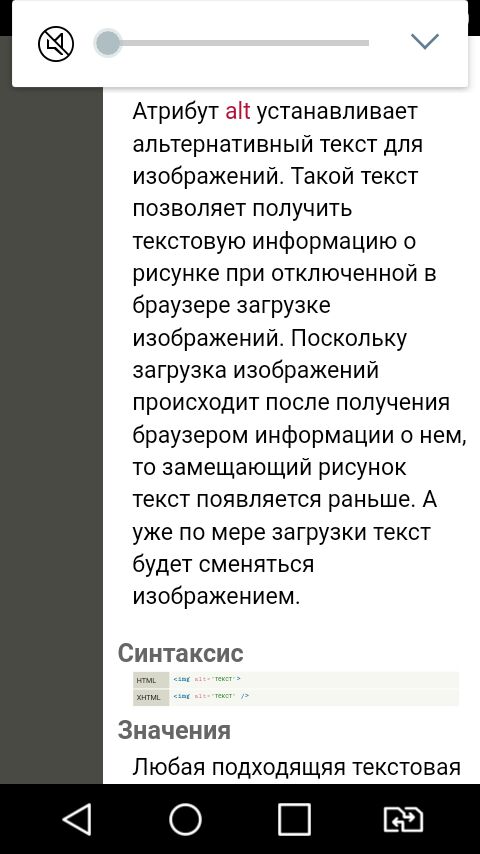 Атрибут alt устанавливает
альтернативный текст для
изображений. Такой текст
позволяет получить
текстовую информацию о
рисунке при отключенной в
браузере загрузке
изображений. Поскольку
загрузка изображений
происходит после получения
браузером информации о нем,
то замещающий рисунок
текст появляется раньше. А
уже по мере загрузки текст
будет сменяться
изображением.
Синтаксис
HTML <img alt="текст">
XHTML <img alt="текст" />
Значения
Любая подходящяя текстовая